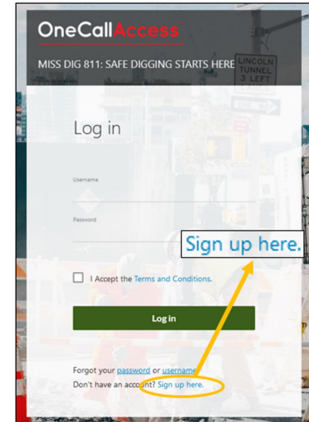 OneCallAccess
MISS DIG 811: SAFE DIGGING STARTS HERE
LINCOLN
TUNNEL
3 LEFT
Log in
Username
Password
Sign up here.
I Accept the Terms and Conditions.
Log in
Forgot your password or username
Don't have an account? Sign up here.